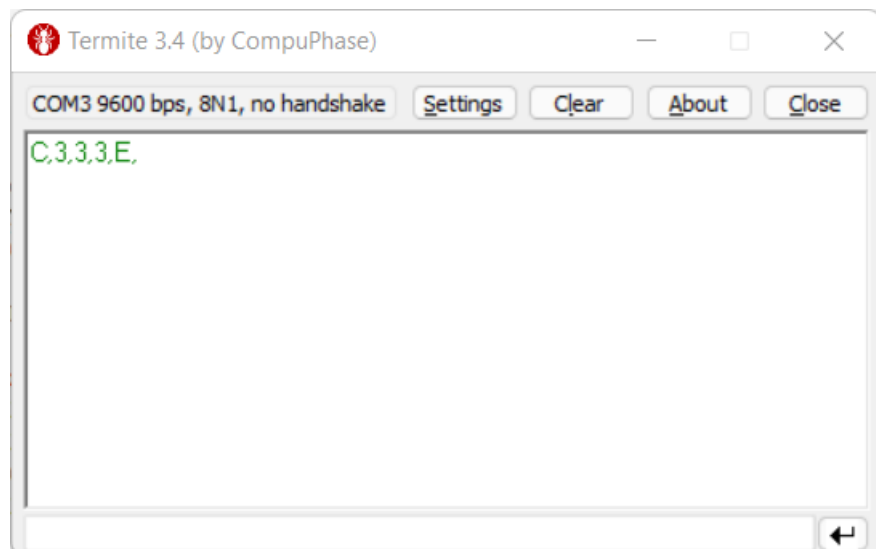 Termite 3.4 (by CompuPhase)
COM3 9600 bps, 8N1, no handshake Settings Clear About Close
C,3,3,3,E,